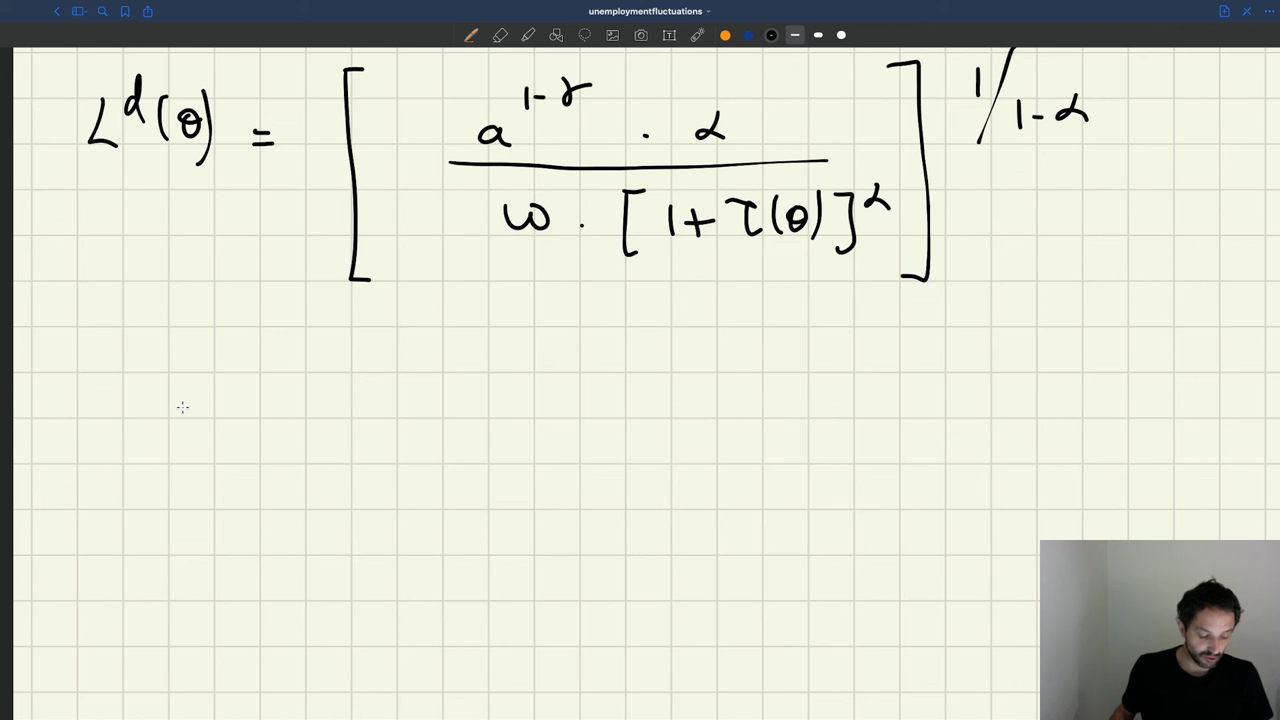 unemploymentfluctuations
L^d(θ) = [ a^{1-γ} · α / ω · [1+τ(θ)]^α ]^{1/1-α}